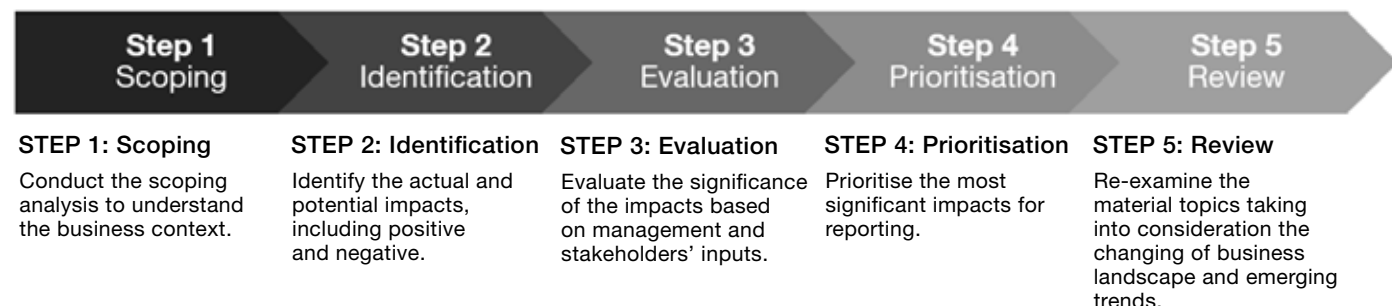 Step 1
Scoping
Step 2
Identification
Step 3
Evaluation
Step 4
Prioritisation
Step 5
Review
STEP 1: Scoping
Conduct the scoping
analysis to understand
the business context.
STEP 2: Identification
Identify the actual and
potential impacts,
including positive
and negative.
STEP 3: Evaluation
Evaluate the significance
of the impacts based
on management and
stakeholders’ inputs.
STEP 4: Prioritisation
Prioritise the most
significant impacts for
reporting.
STEP 5: Review
Re-examine the
material topics taking
into consideration the
changing of business
landscape and emerging
trends.